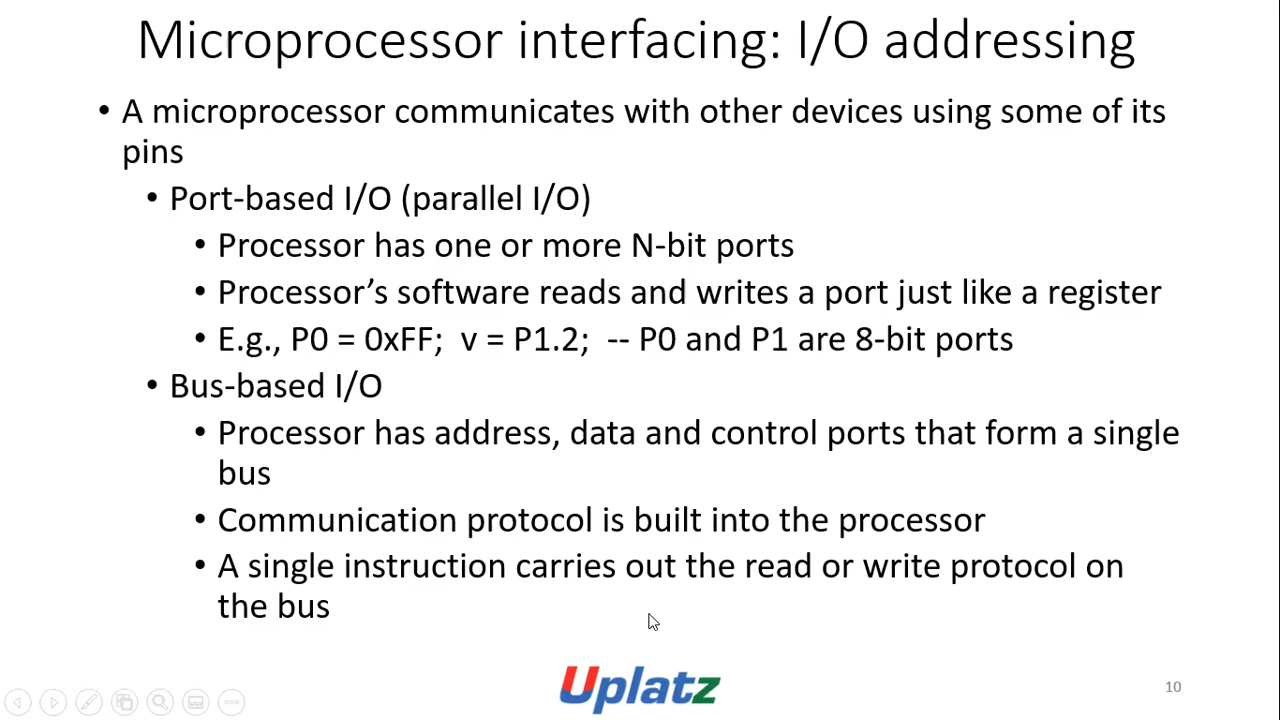 Microprocessor interfacing: I/O addressing
• A microprocessor communicates with other devices using some of its
pins
• Port-based I/O (parallel I/O)
• Processor has one or more N-bit ports
• Processor’s software reads and writes a port just like a register
• E.g., P0 = 0xFF;  v = P1.2;  -- P0 and P1 are 8-bit ports
• Bus-based I/O
• Processor has address, data and control ports that form a single
bus
• Communication protocol is built into the processor
• A single instruction carries out the read or write protocol on
the bus
Uplatz
10